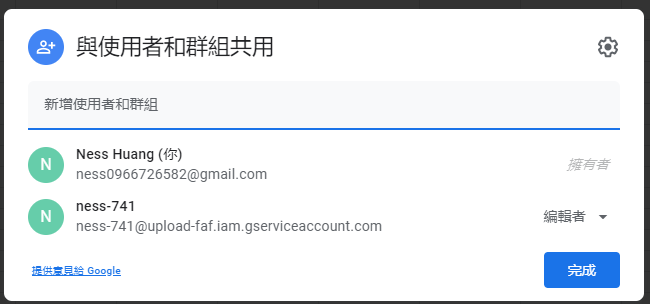 與使用者和群組共用
新增使用者和群組
Ness Huang (你)
ness0966726582@gmail.com
擁有者
ness-741
ness-741@upload-faf.iam.gserviceaccount.com
編輯者
提供意見給 Google
完成
N
N